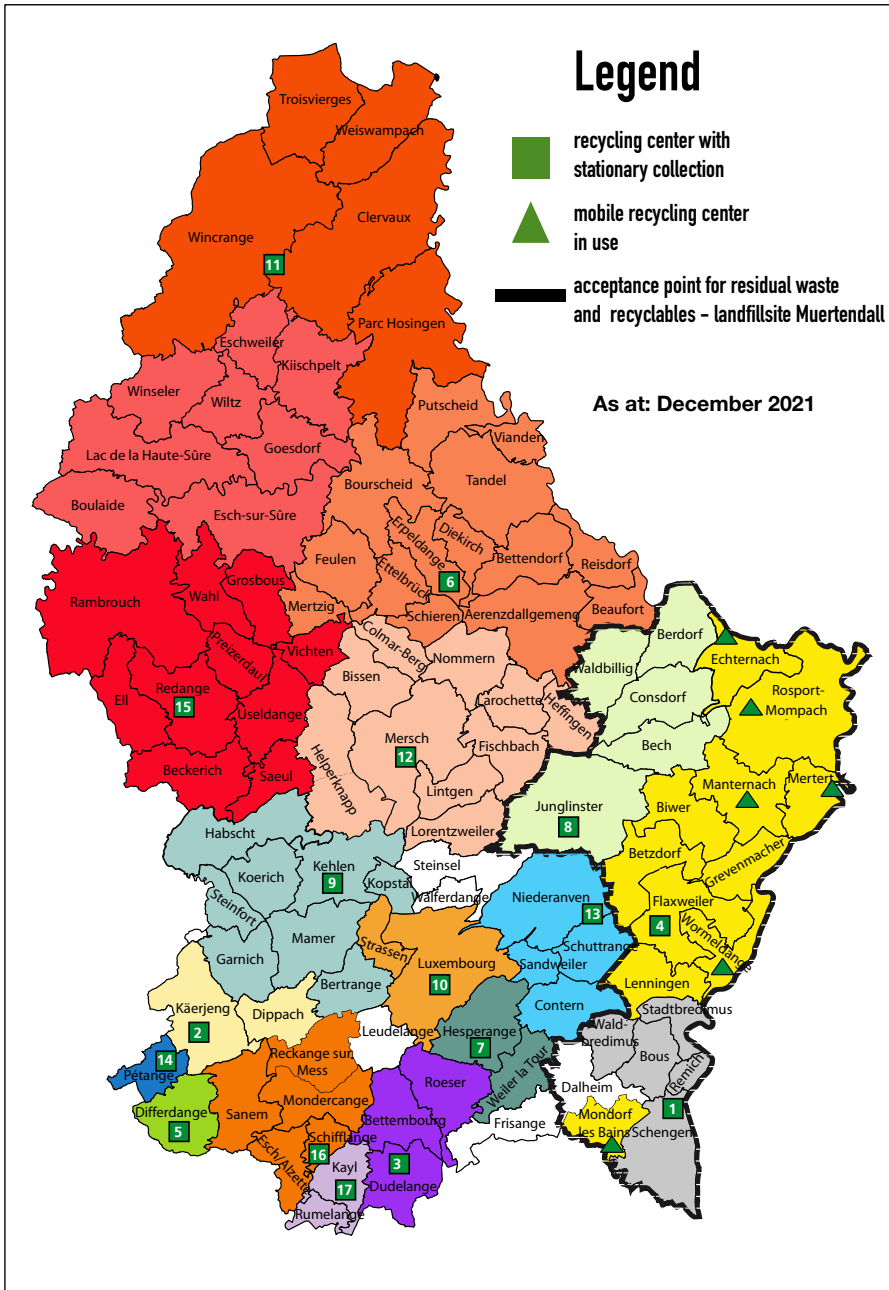 Legend
recycling center with
stationary collection
mobile recycling center
in use
acceptance point for residual waste
and recyclables - landfillsite Muertendall
As at: December 2021
Troisvierges
Weiswampach
Clervaux
Wincrange
11
Parc Hosingen
Eschweiler
Kiischpelt
Winseler
Wiltz
Goesdorf
Lac de la Haute-Sûre
Boulaide
Esch-sur-Sûre
Putscheid
Vianden
Tandel
Bourscheid
Erpeldange
Diekirch
Bettendorf
Reisdorf
Feulen
Ettelbrück
6
Mertzig
Schieren
Aerenzdallgemeng
Beaufort
Rambrouch
Wahl
Grosbous
Preizerdaul
Vichten
Ell
Redange
15
Useldange
Beckerich
Saeul
Colmar-Berg
Nommern
Bissen
Larochette
Heffingen
Mersch
12
Fischbach
Helperknapp
Lintgen
Lorentzweiler
Berdorf
Waldbillig
Echternach
Consdorf
Rosport-
Mompach
Bech
Junglinster
8
Biwer
Manternach
Mertert
Betzdorf
Grevenmacher
Flaxweiler
4
Wormeldange
Lenningen
Habscht
Koerich
Kehlen
9
Kopstal
Steinfort
Mamer
Garnich
Bertrange
Steinsel
Walferdange
Niederanven
13
Schuttrange
Sandweiler
Contern
Strassen
Luxembourg
10
Leudelange
Hesperange
7
Weiler la Tour
Käerjeng
2
Dippach
14
Pétange
Differdange
5
Reckange sur
Mess
Mondercange
Sanem
Esch/Alzette
Schifflange
16
Roeser
Bettembourg
3
Dudelange
Kayl
17
Rumelange
Frisange
Stadtbredimus
Wald-
bredimus
Bous
Remich
Dalheim
1
Mondorf
les Bains
Schengen